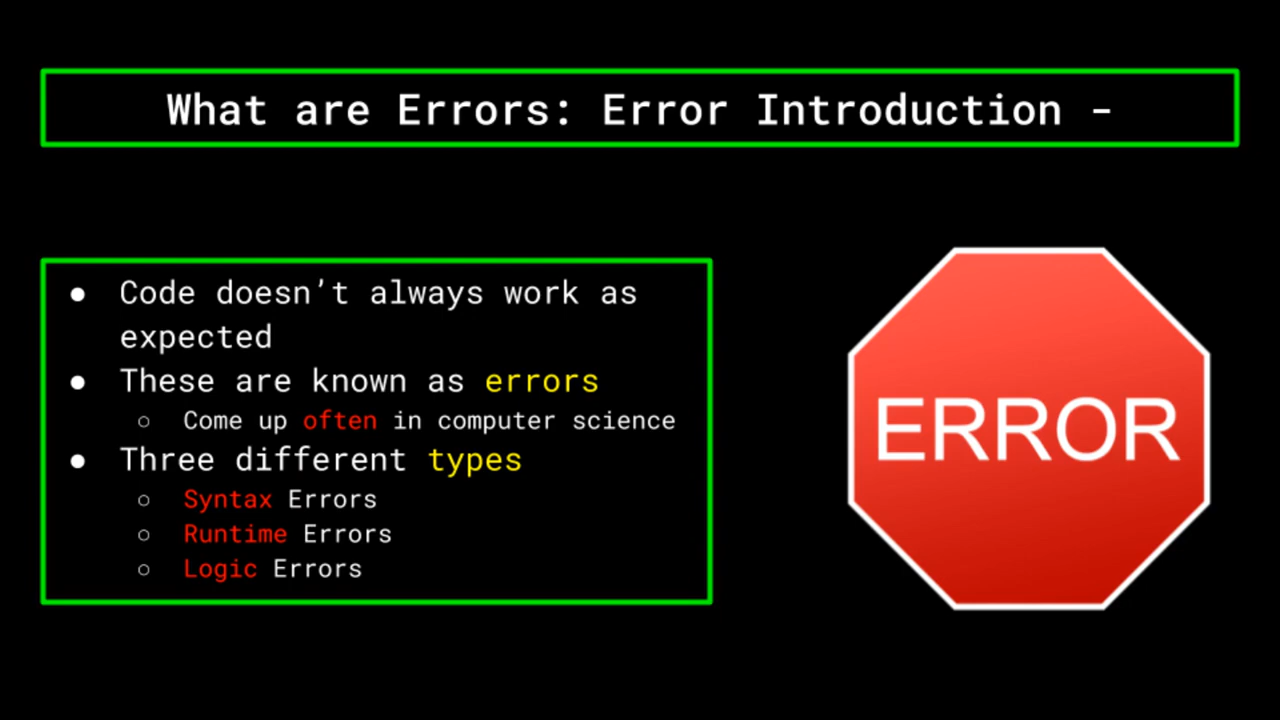 What are Errors: Error Introduction -
● Code doesn’t always work as
expected
● These are known as errors
○ Come up often in computer science
● Three different types
○ Syntax Errors
○ Runtime Errors
○ Logic Errors
ERROR